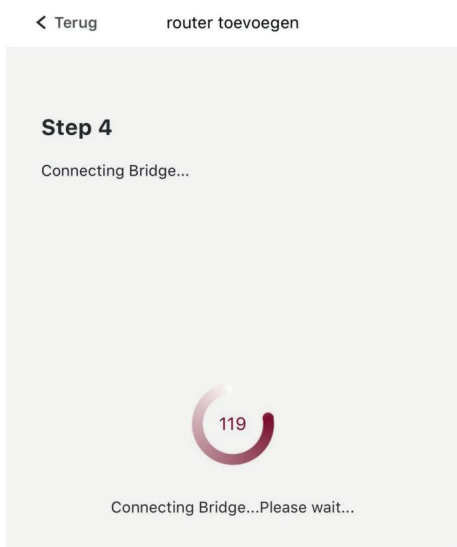 Terug router toevoegen
Step 4
Connecting Bridge...
119
Connecting Bridge...Please wait...